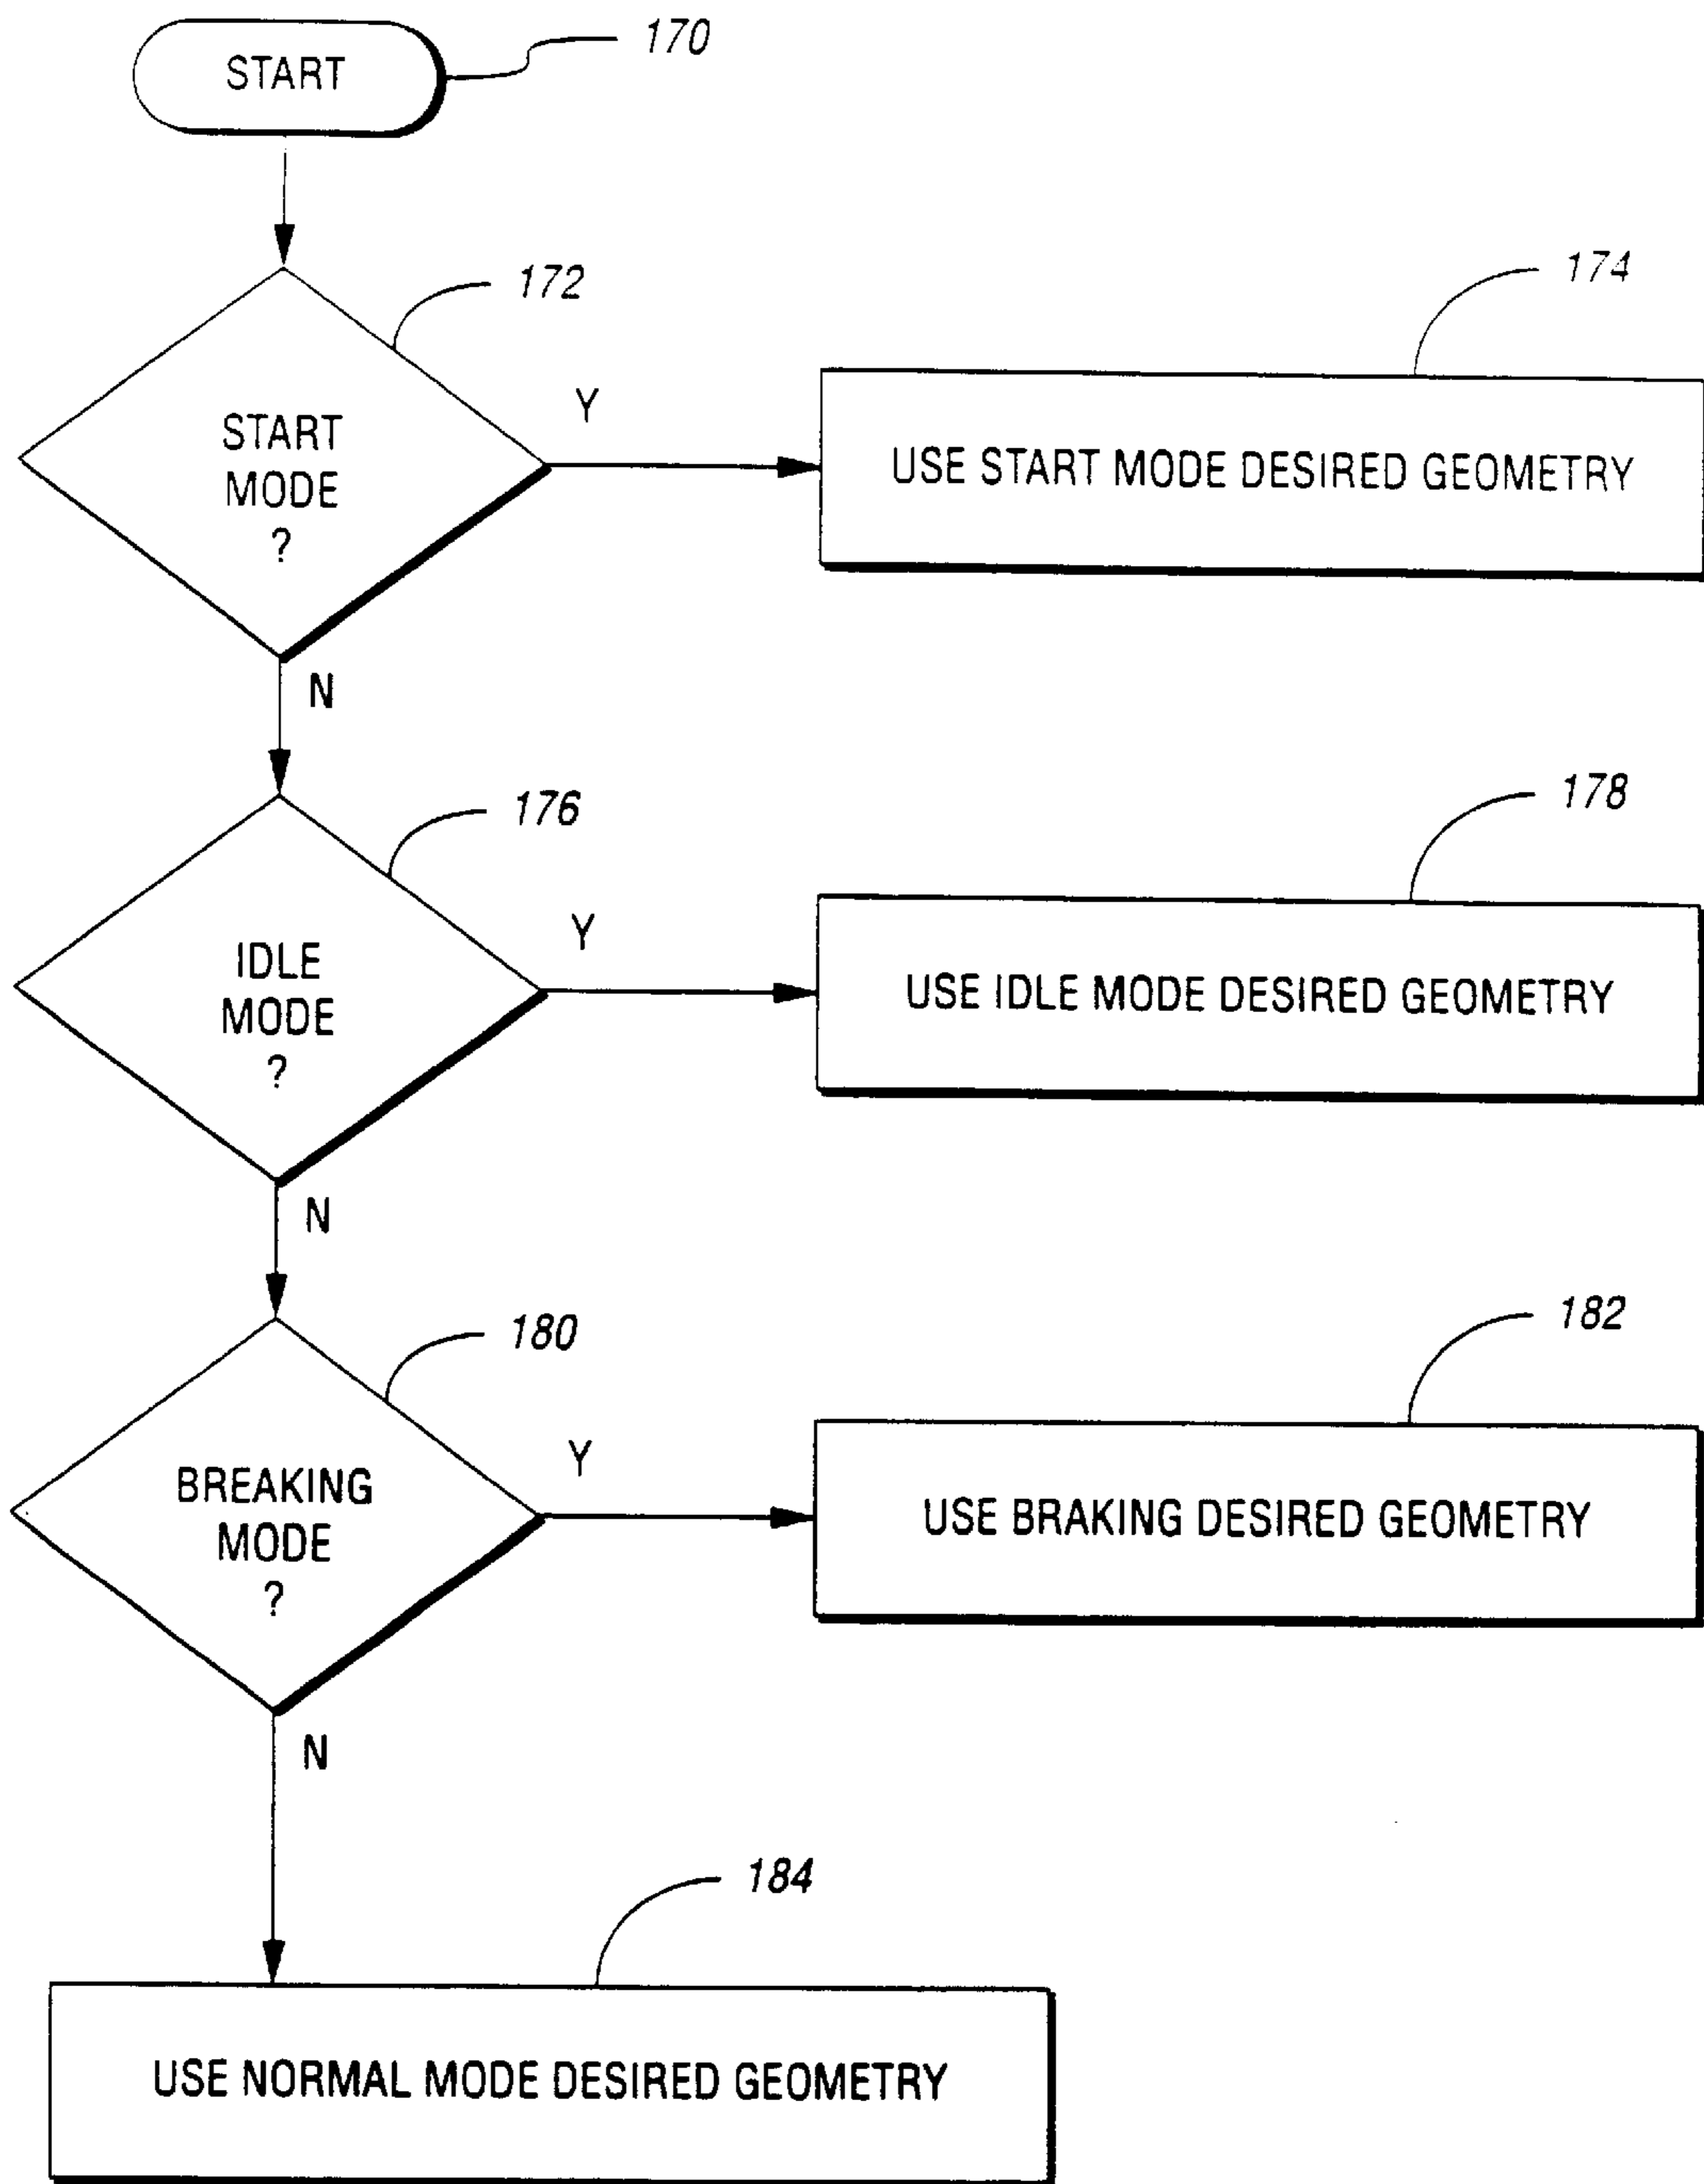 START
170
172
START
MODE
?
Y
174
USE START MODE DESIRED GEOMETRY
N
176
IDLE
MODE
?
Y
178
USE IDLE MODE DESIRED GEOMETRY
N
180
BREAKING
MODE
?
Y
182
USE BRAKING DESIRED GEOMETRY
N
184
USE NORMAL MODE DESIRED GEOMETRY